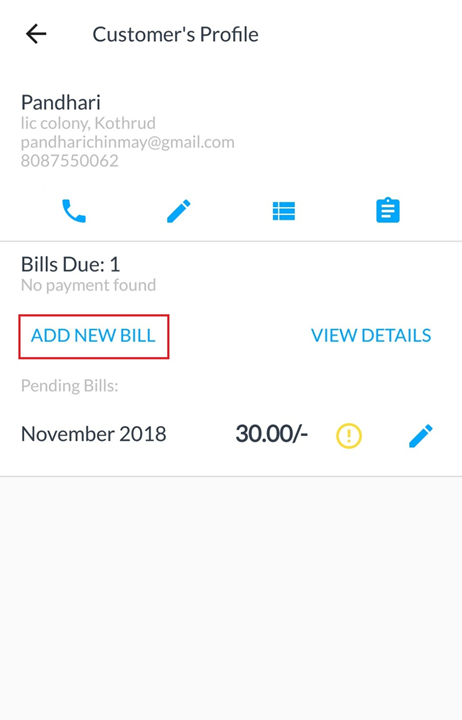 Customer's Profile
Pandhari
lic colony, Kothrud
pandharichinmay@gmail.com
8087550062
Bills Due: 1
No payment found
ADD NEW BILL
VIEW DETAILS
Pending Bills:
November 2018 30.00/-